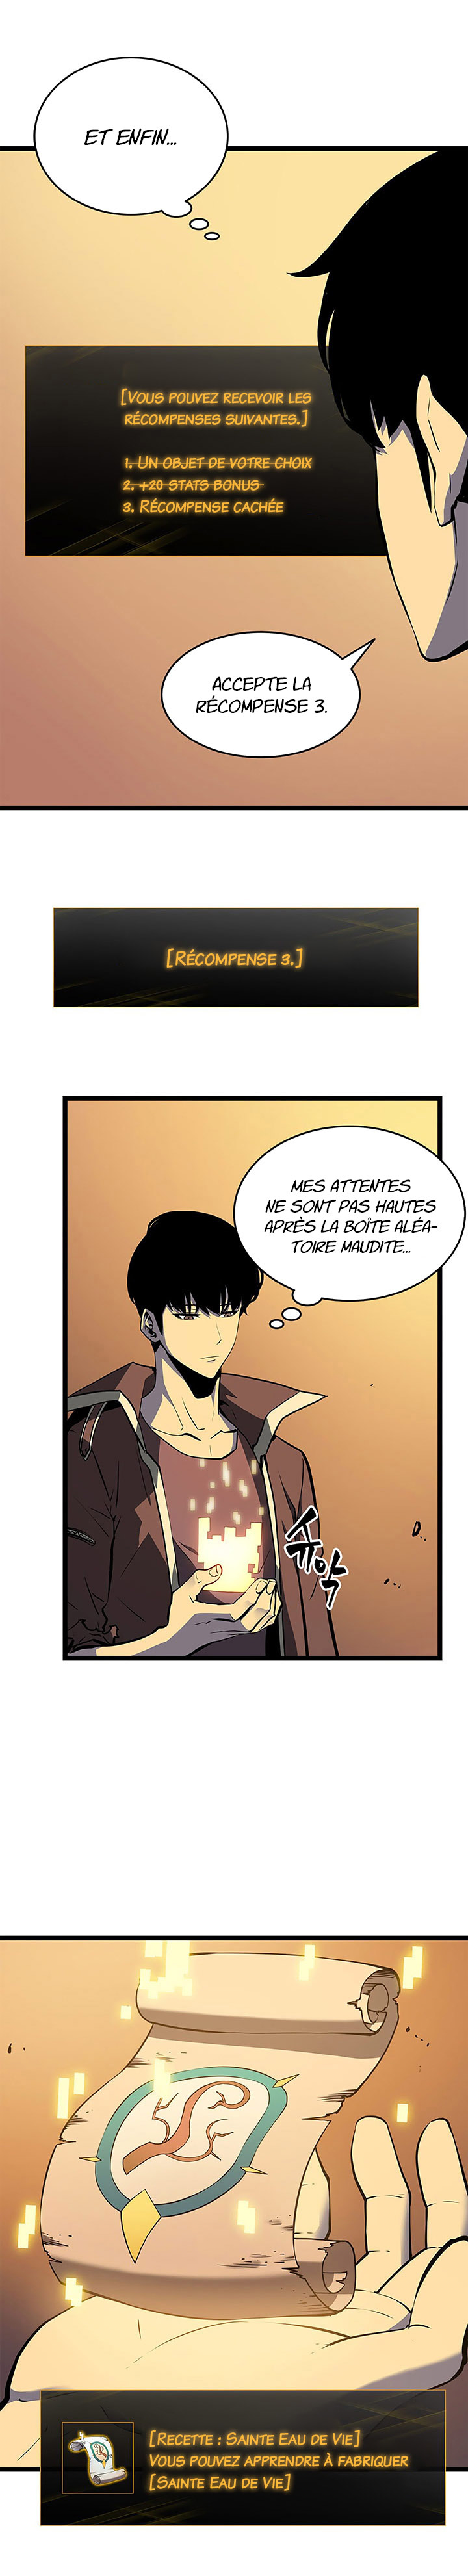 ET ENFIN...
[VOUS POUVEZ RECEVOIR LES
RÉCOMPENSES SUIVANTES.]
1. UN OBJET DE VOTRE CHOIX
2. +20 STATS BONUS
3. RÉCOMPENSE CACHÉE
ACCEPTE LA
RÉCOMPENSE 3.
[RÉCOMPENSE 3.]
MES ATTENTES
NE SONT PAS HAUTES
APRÈS LA BOÎTE ALÉA-
TOIRE MAUDITE...
슈악
[RECETTE : SAINTE EAU DE VIE]
VOUS POUVEZ APPRENDRE À FABRIQUER
[SAINTE EAU DE VIE]